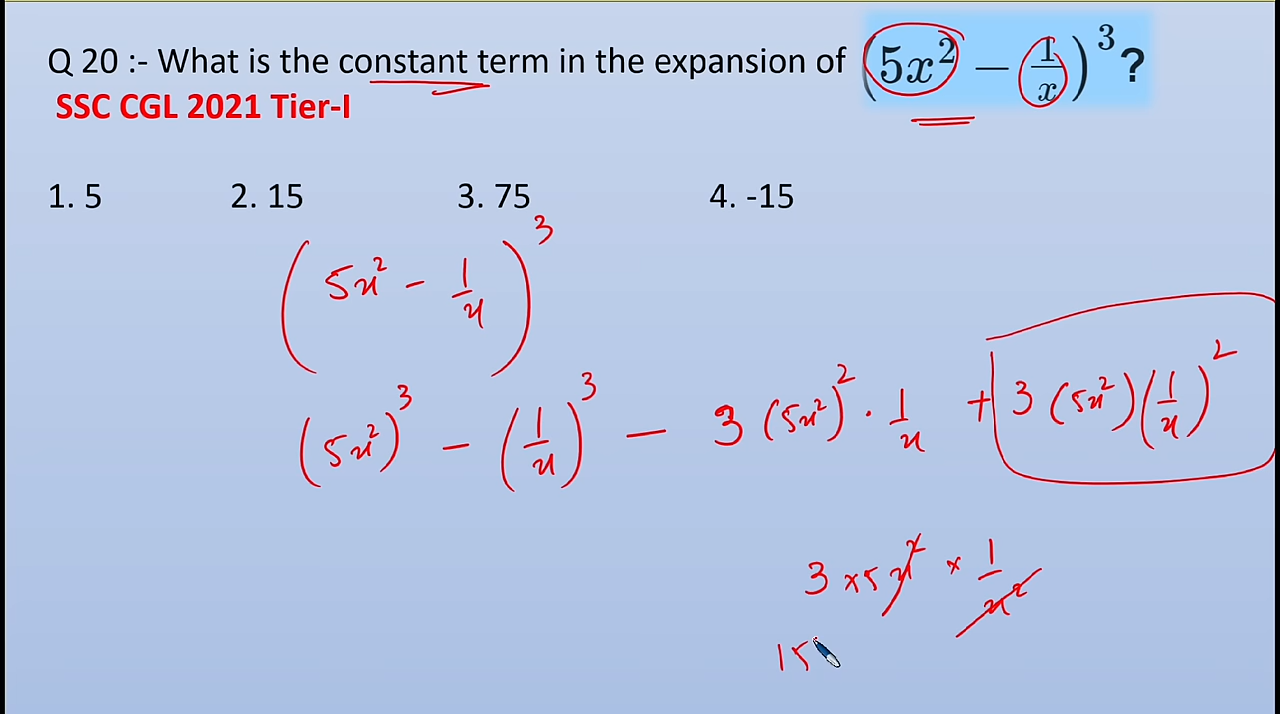 Q 20 :- What is the constant term in the expansion of (5x² − 1/x)³?
SSC CGL 2021 Tier-I
1. 5 2. 15 3. 75 4. -15
(5x² - 1/x)³
(5x²)³ - (1/x)³ - 3(5x²)² · 1/x + 3(5x²)(1/x)²
3 × 5x² × 1/x²
15